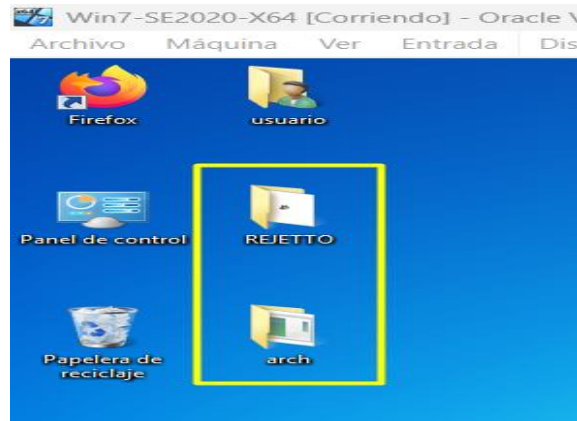 Win7-SE2020-X64 [Corriendo] - Oracle
Archivo Máquina Ver Entrada
Firefox
usuario
Panel de control
REJETTO
Papelera de
reciclaje
arch